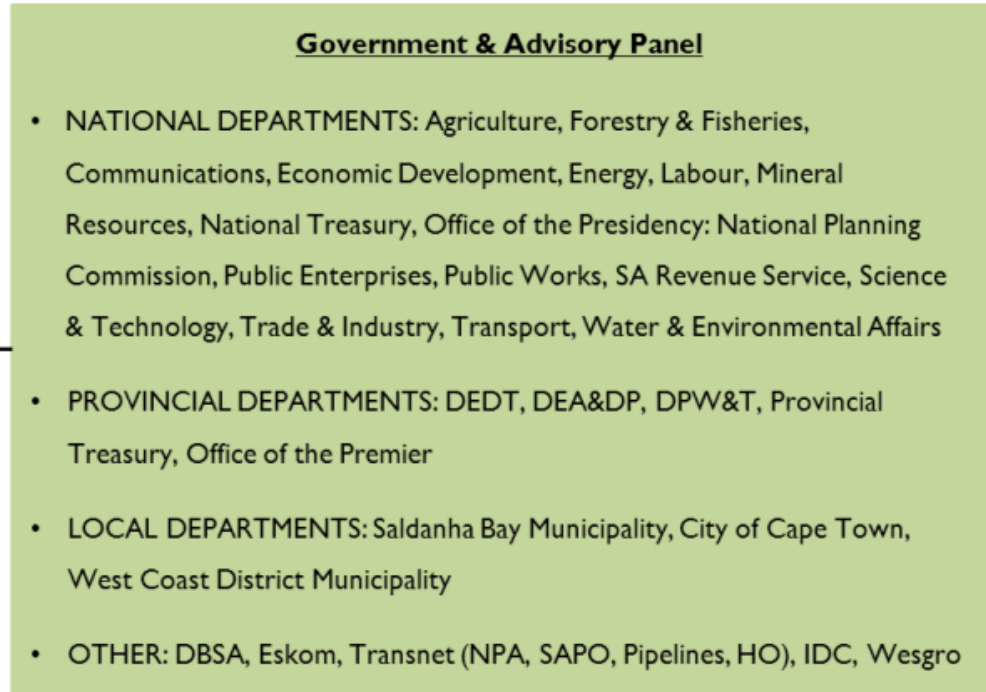 Government & Advisory Panel
• NATIONAL DEPARTMENTS: Agriculture, Forestry & Fisheries,
Communications, Economic Development, Energy, Labour, Mineral
Resources, National Treasury, Office of the Presidency: National Planning
Commission, Public Enterprises, Public Works, SA Revenue Service, Science
& Technology, Trade & Industry, Transport, Water & Environmental Affairs
• PROVINCIAL DEPARTMENTS: DEDT, DEA&DP, DPW&T, Provincial
Treasury, Office of the Premier
• LOCAL DEPARTMENTS: Saldanha Bay Municipality, City of Cape Town,
West Coast District Municipality
• OTHER: DBSA, Eskom, Transnet (NPA, SAPO, Pipelines, HO), IDC, Wesgro